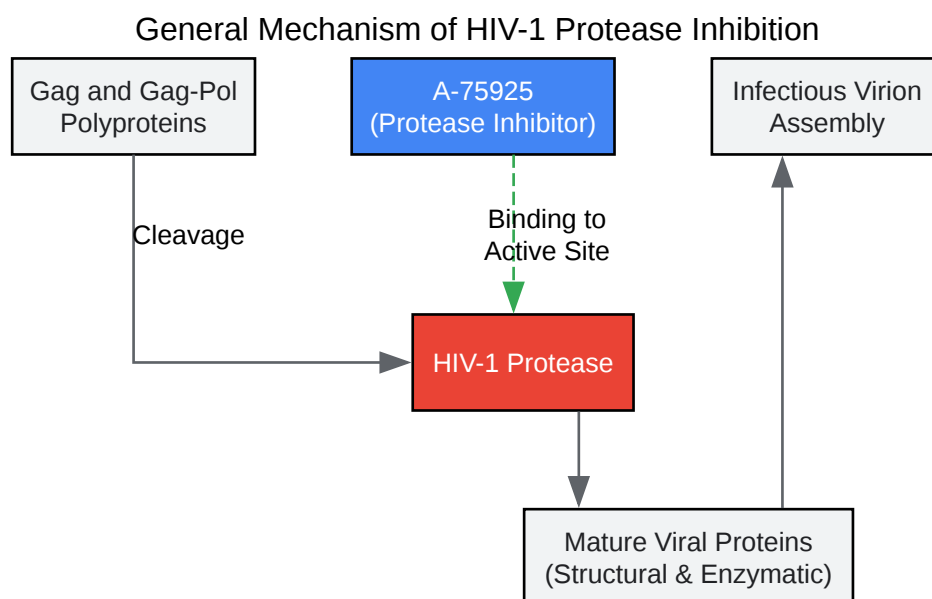 General Mechanism of HIV-1 Protease Inhibition
Gag and Gag-Pol
Polyproteins
A-75925
(Protease Inhibitor)
Infectious Virion
Assembly
Cleavage
Binding to
Active Site
HIV-1 Protease
Mature Viral Proteins
(Structural & Enzymatic)